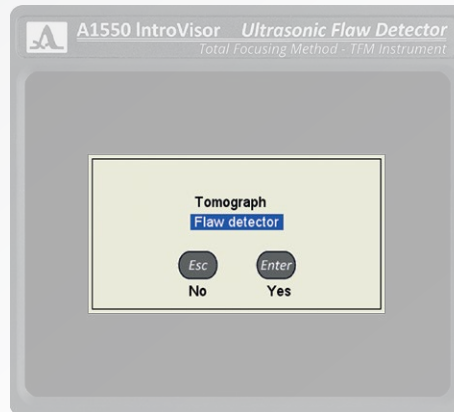 A1550 IntroVisor Ultrasonic Flaw Detector
Total Focusing Method - TFM Instrument
Tomograph
Flaw detector
Esc Enter
No Yes